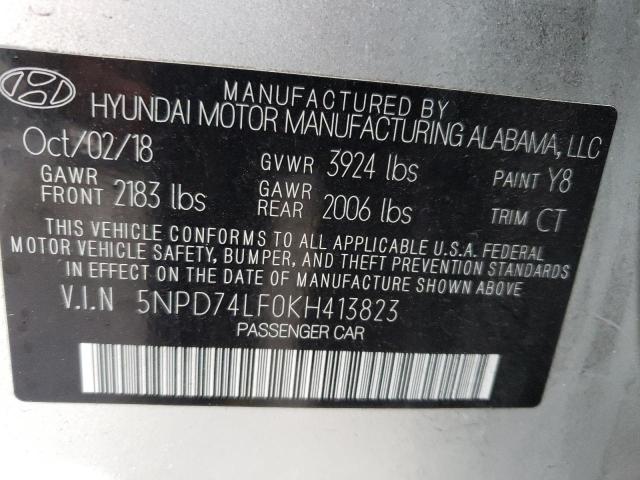 MANUFACTURED BY
HYUNDAI MOTOR MANUFACTURING ALABAMA, LLC
Oct/02/18 GVWR 3924 lbs PAINT Y8
GAWR FRONT 2183 lbs GAWR REAR 2006 lbs TRIM CT
THIS VEHICLE CONFORMS TO ALL APPLICABLE U.S.A. FEDERAL
MOTOR VEHICLE SAFETY, BUMPER, AND THEFT PREVENTION STANDARDS
IN EFFECT ON THE DATE OF MANUFACTURE SHOWN ABOVE
V.I.N 5NPD74LF0KH413823
PASSENGER CAR